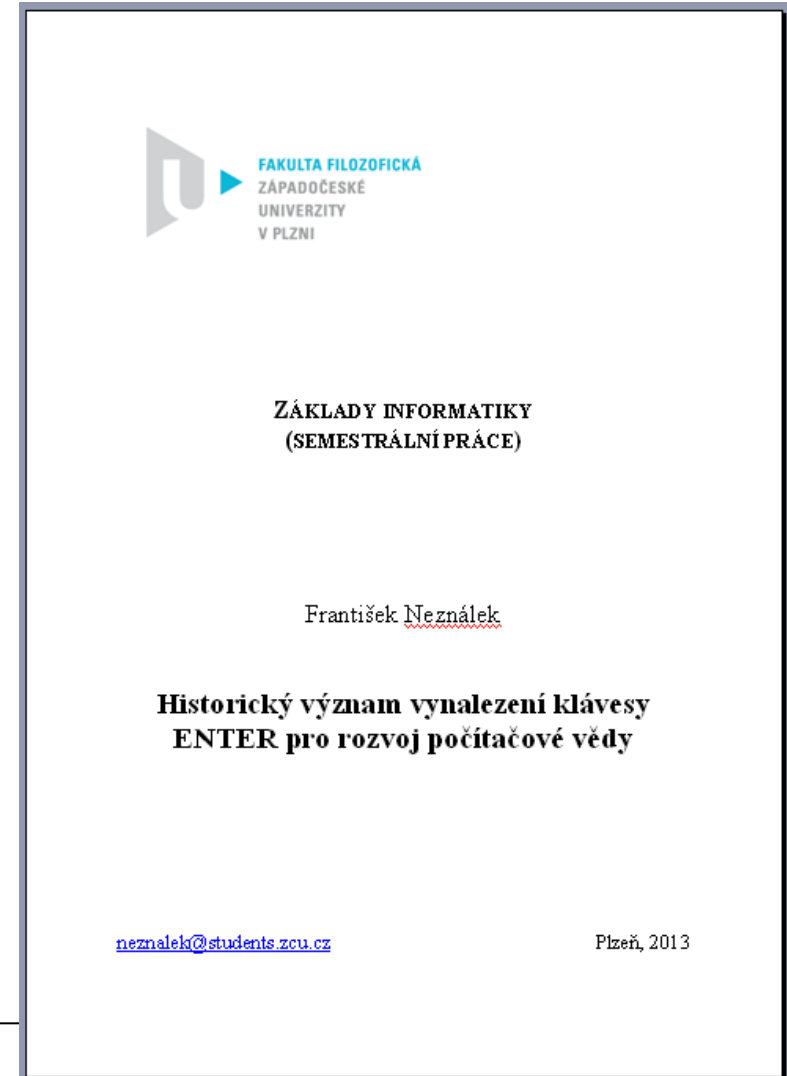 FAKULTA FILOZOFICKÁ
ZÁPADOČESKÉ
UNIVERZITY
V PLZNI
ZÁKLADY INFORMATIKY
(SEMESTRÁLNÍ PRÁCE)
František Neználek
Historický význam vynalezení klávesy
ENTER pro rozvoj počítačové vědy
neznalek@students.zcu.cz Plzeň, 2013